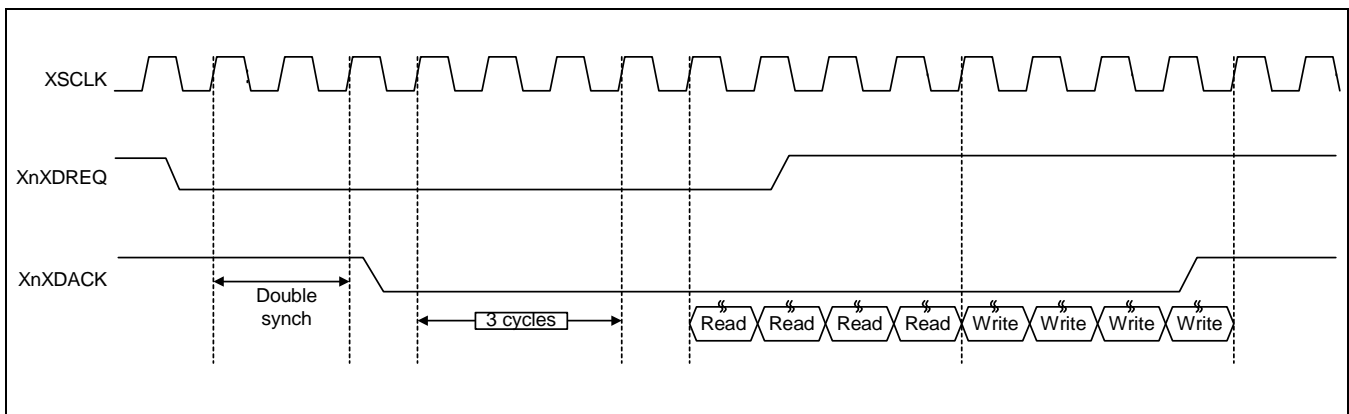 XSCLK
XnXDREQ
XnXDACK
Double
synch
3 cycles
Read Read Read Read Write Write Write Write